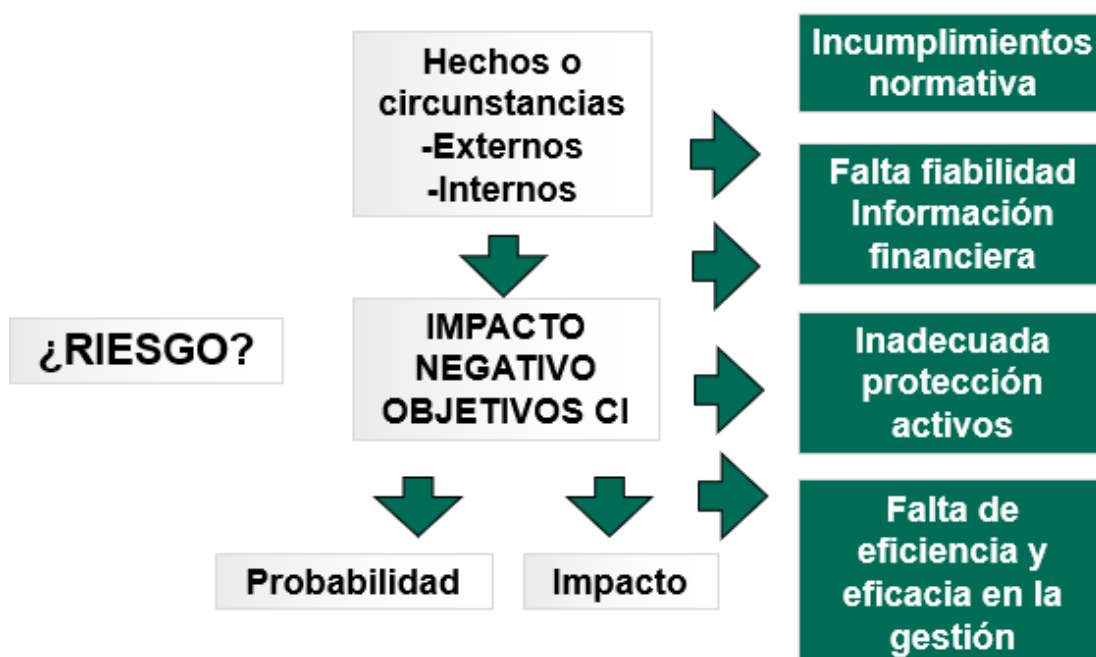 ¿RIESGO?
Hechos o
circunstancias
-Externos
-Internos
IMPACTO
NEGATIVO
OBJETIVOS CI
Probabilidad
Impacto
Incumplimientos
normativa
Falta fiabilidad
Información
financiera
Inadecuada
protección
activos
Falta de
eficiencia y
eficacia en la
gestión